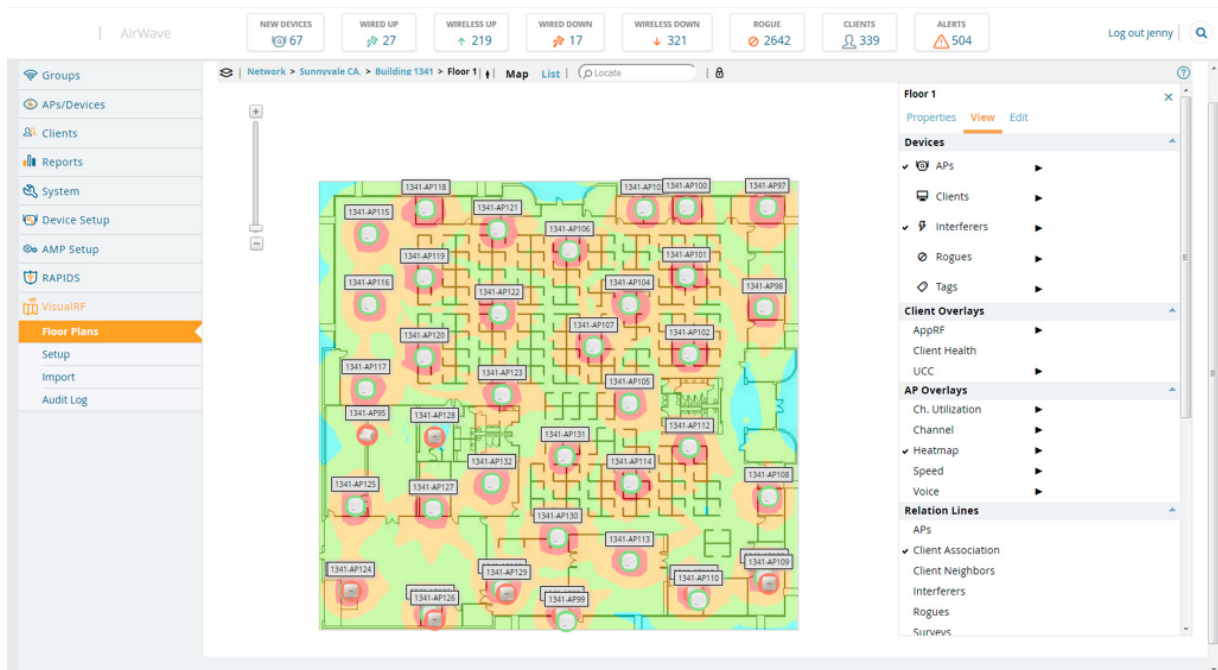 AirWave
NEW DEVICES
67
WIRED UP
27
WIRELESS UP
219
WIRED DOWN
17
WIRELESS DOWN
321
ROGUE
2642
CLIENTS
339
ALERTS
504
Log out jenny
Groups
APs/Devices
Clients
Reports
System
Device Setup
AMP Setup
RAPIDS
VisualRF
Floor Plans
Setup
Import
Audit Log
Network > Sunnyvale CA. > Building 1341 > Floor 1 Map List Locate
1341-AP118
1341-AP100
1341-AP97
1341-AP115
1341-AP121
1341-AP106
1341-AP119
1341-AP101
1341-AP116
1341-AP122
1341-AP104
1341-AP98
1341-AP120
1341-AP107
1341-AP102
1341-AP117
1341-AP123
1341-AP105
1341-AP95
1341-AP128
1341-AP112
1341-AP131
1341-AP132
1341-AP114
1341-AP108
1341-AP125
1341-AP127
1341-AP130
1341-AP113
1341-AP124
1341-AP129
1341-AP109
1341-AP110
1341-AP126
1341-AP99
Floor 1
Properties View Edit
Devices
APs
Clients
Interferers
Rogues
Tags
Client Overlays
AppRF
Client Health
UCC
AP Overlays
Ch. Utilization
Channel
Heatmap
Speed
Voice
Relation Lines
APs
Client Association
Client Neighbors
Interferers
Rogues
Surveys